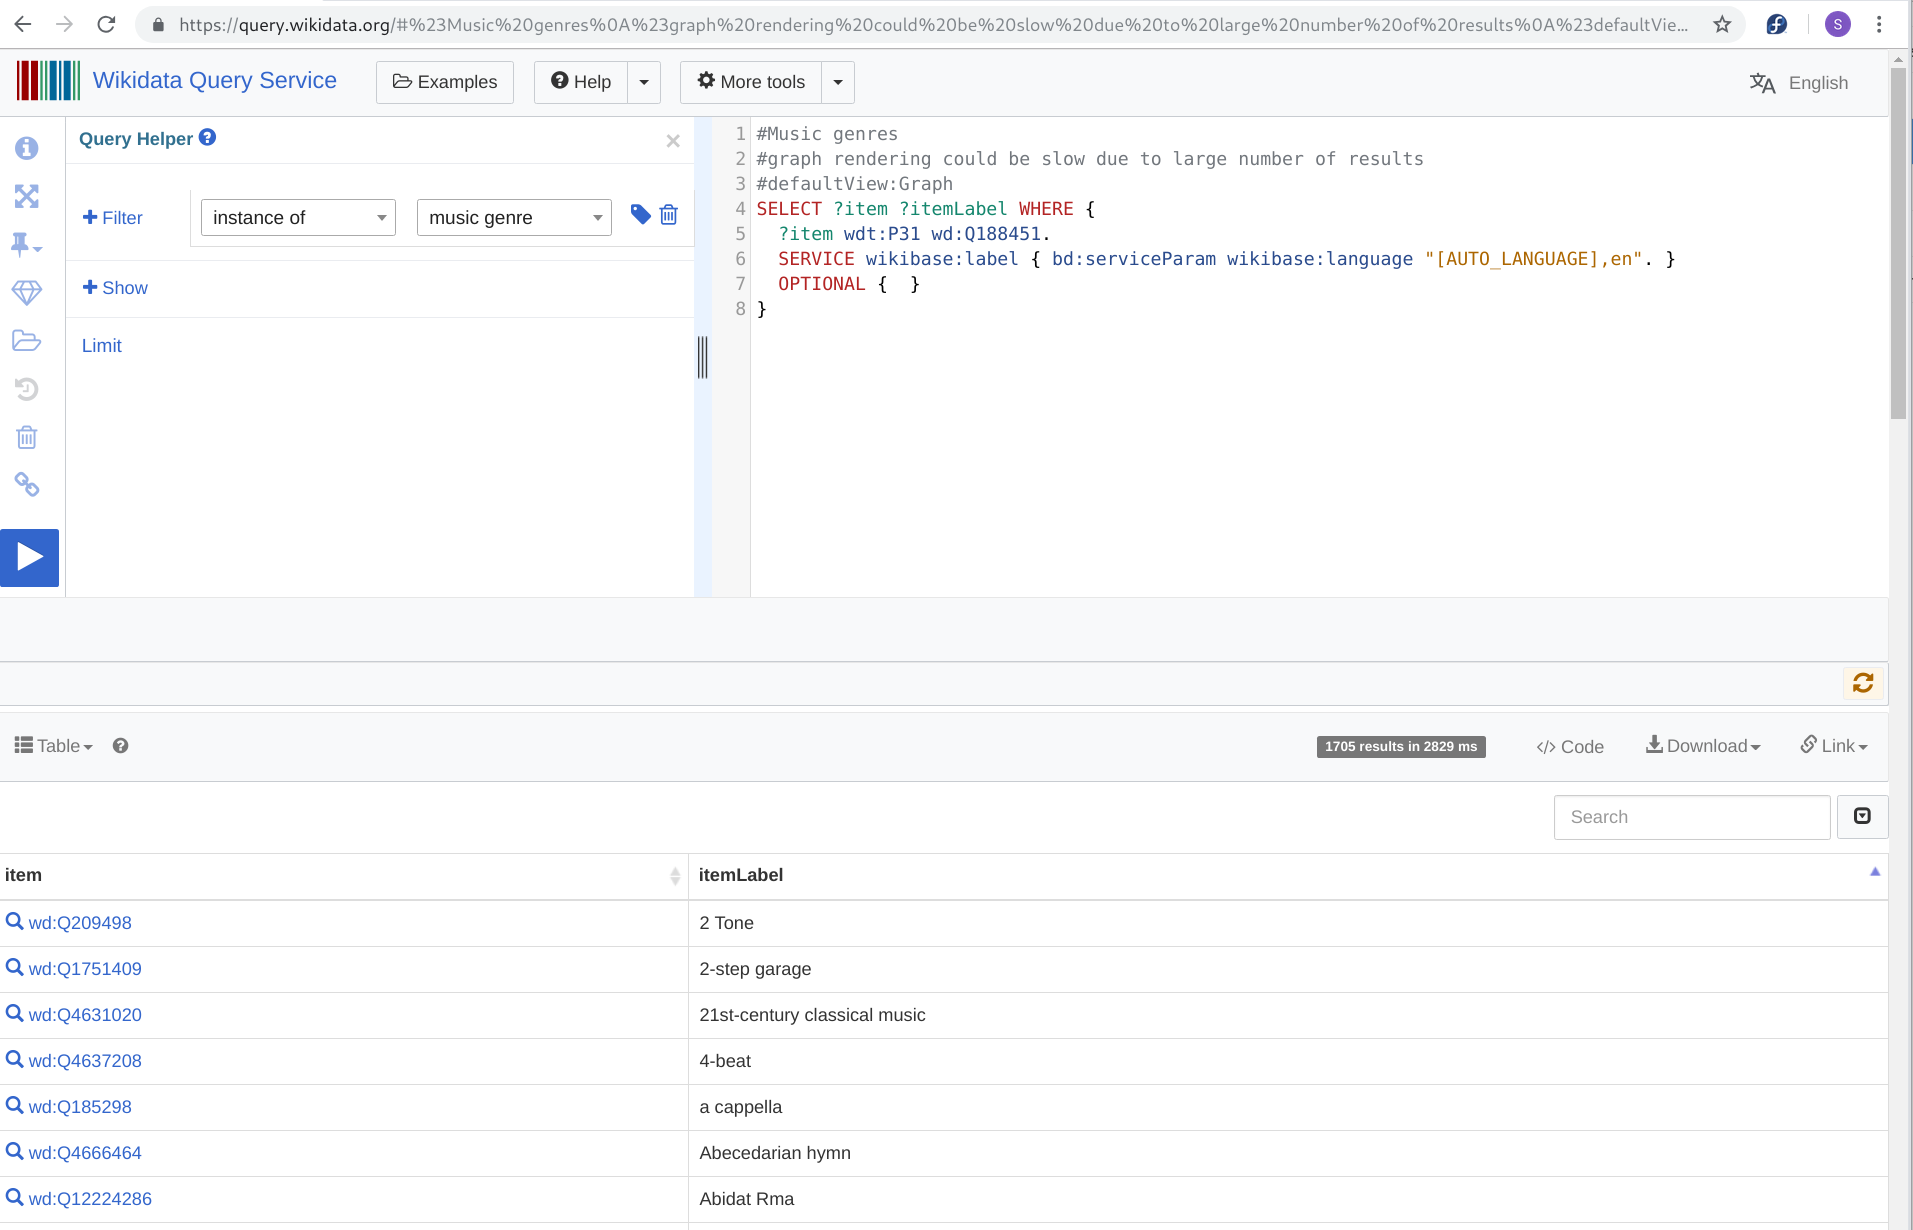 https://query.wikidata.org/#%23Music%20genres%0A%23graph%20rendering%20could%20be%20slow%20due%20to%20large%20number%20of%20results%0A%23defaultVie...
S
Wikidata Query Service
Examples
Help
More tools
English
Query Helper
Filter
instance of
music genre
Show
Limit
1 #Music genres
2 #graph rendering could be slow due to large number of results
3 #defaultView:Graph
4 SELECT ?item ?itemLabel WHERE {
5 ?item wdt:P31 wd:Q188451.
6 SERVICE wikibase:label { bd:serviceParam wikibase:language "[AUTO_LANGUAGE],en". }
7 OPTIONAL {  }
8 }
Table
1705 results in 2829 ms
</> Code
Download
Link
Search
item itemLabel
wd:Q209498 2 Tone
wd:Q1751409 2-step garage
wd:Q4631020 21st-century classical music
wd:Q4637208 4-beat
wd:Q185298 a cappella
wd:Q4666464 Abecedarian hymn
wd:Q12224286 Abidat Rma